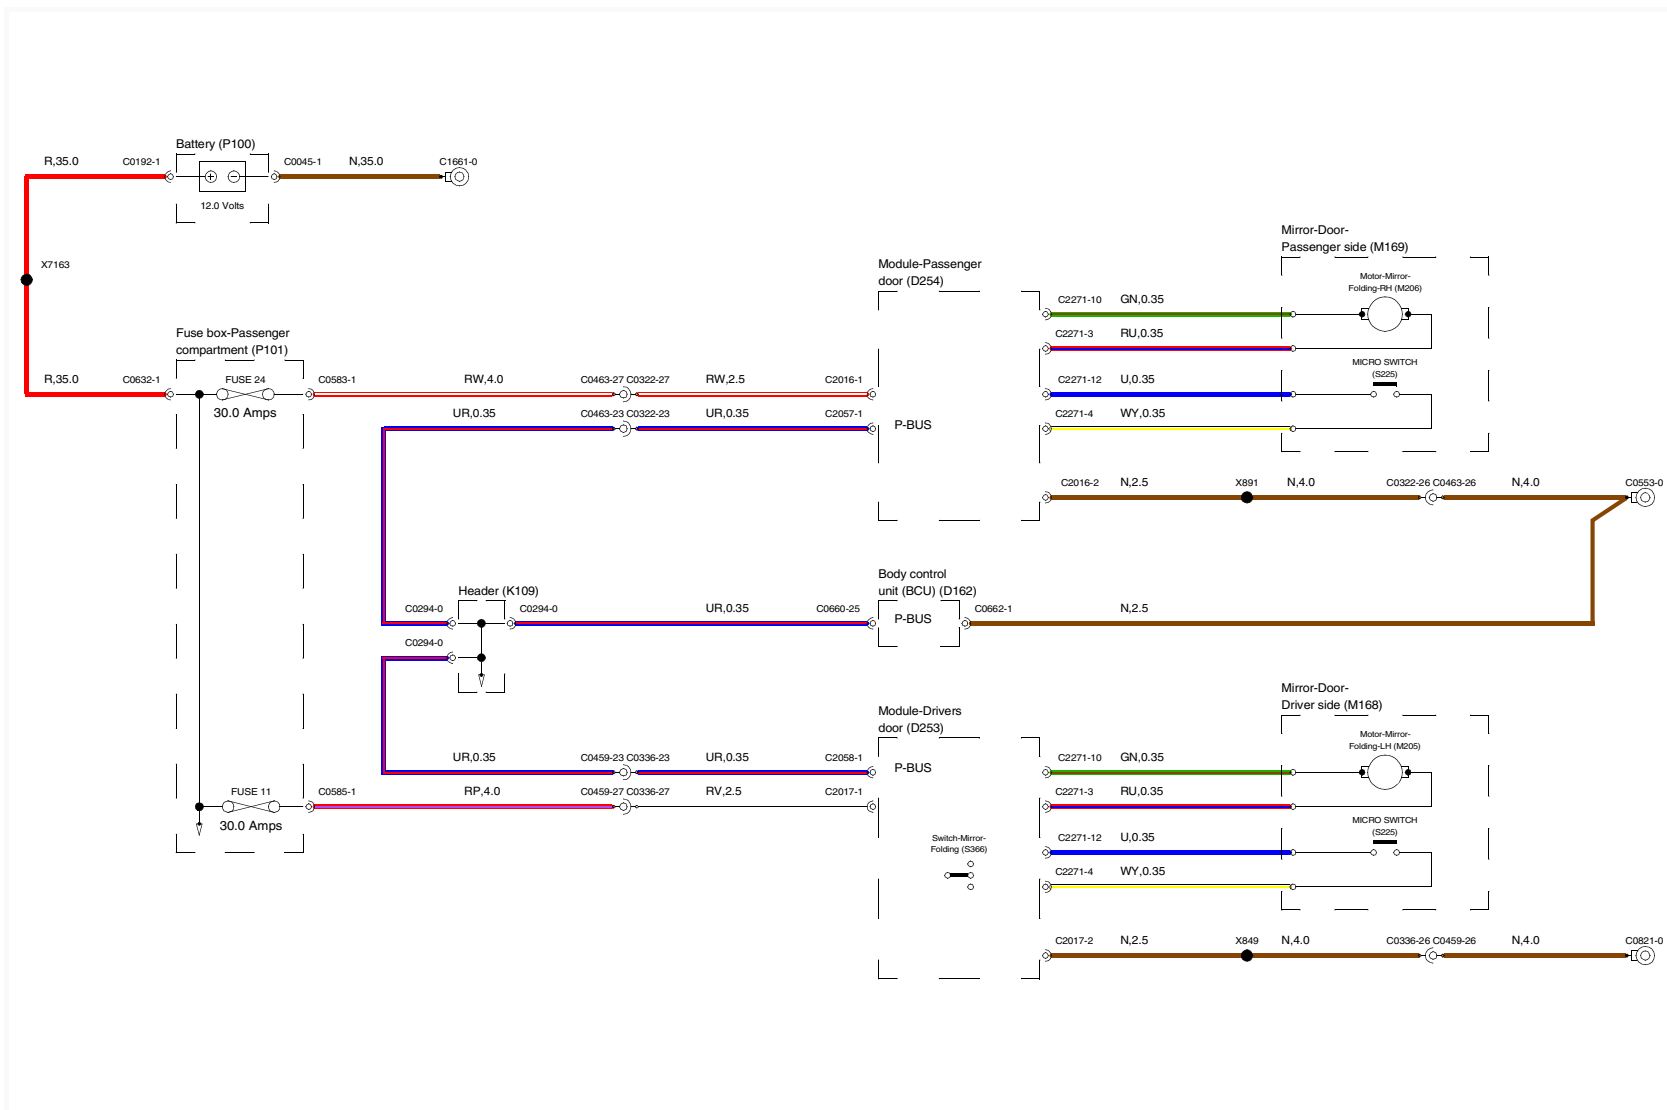 Battery (P100)
R,35.0
C0192-1
C0045-1
N,35.0
C1661-0
12.0 Volts
X7163
Mirror-Door-
Passenger side (M169)
Module-Passenger
door (D254)
Motor-Mirror-
Folding-RH (M206)
C2271-10
GN,0.35
Fuse box-Passenger
compartment (P101)
C2271-3
RU,0.35
MICRO SWITCH
(S225)
R,35.0
C0632-1
FUSE 24
30.0 Amps
C0583-1
RW,4.0
C0463-27 C0322-27
RW,2.5
C2016-1
C2271-12
U,0.35
UR,0.35
C0463-23 C0322-23
UR,0.35
C2057-1
P-BUS
C2271-4
WY,0.35
C2016-2
N,2.5
X891
N,4.0
C0322-26 C0463-26
N,4.0
C0553-0
Body control
unit (BCU) (D162)
Header (K109)
C0294-0
C0294-0
UR,0.35
C0660-25
P-BUS
C0662-1
N,2.5
C0294-0
Mirror-Door-
Driver side (M168)
Module-Drivers
door (D253)
Motor-Mirror-
Folding-LH (M205)
UR,0.35
C0459-23 C0336-23
UR,0.35
C2058-1
P-BUS
C2271-10
GN,0.35
FUSE 11
30.0 Amps
C0585-1
RP,4.0
C0459-27 C0336-27
RV,2.5
C2017-1
C2271-3
RU,0.35
MICRO SWITCH
(S225)
Switch-Mirror-
Folding (S366)
C2271-12
U,0.35
C2271-4
WY,0.35
C2017-2
N,2.5
X849
N,4.0
C0336-26 C0459-26
N,4.0
C0821-0